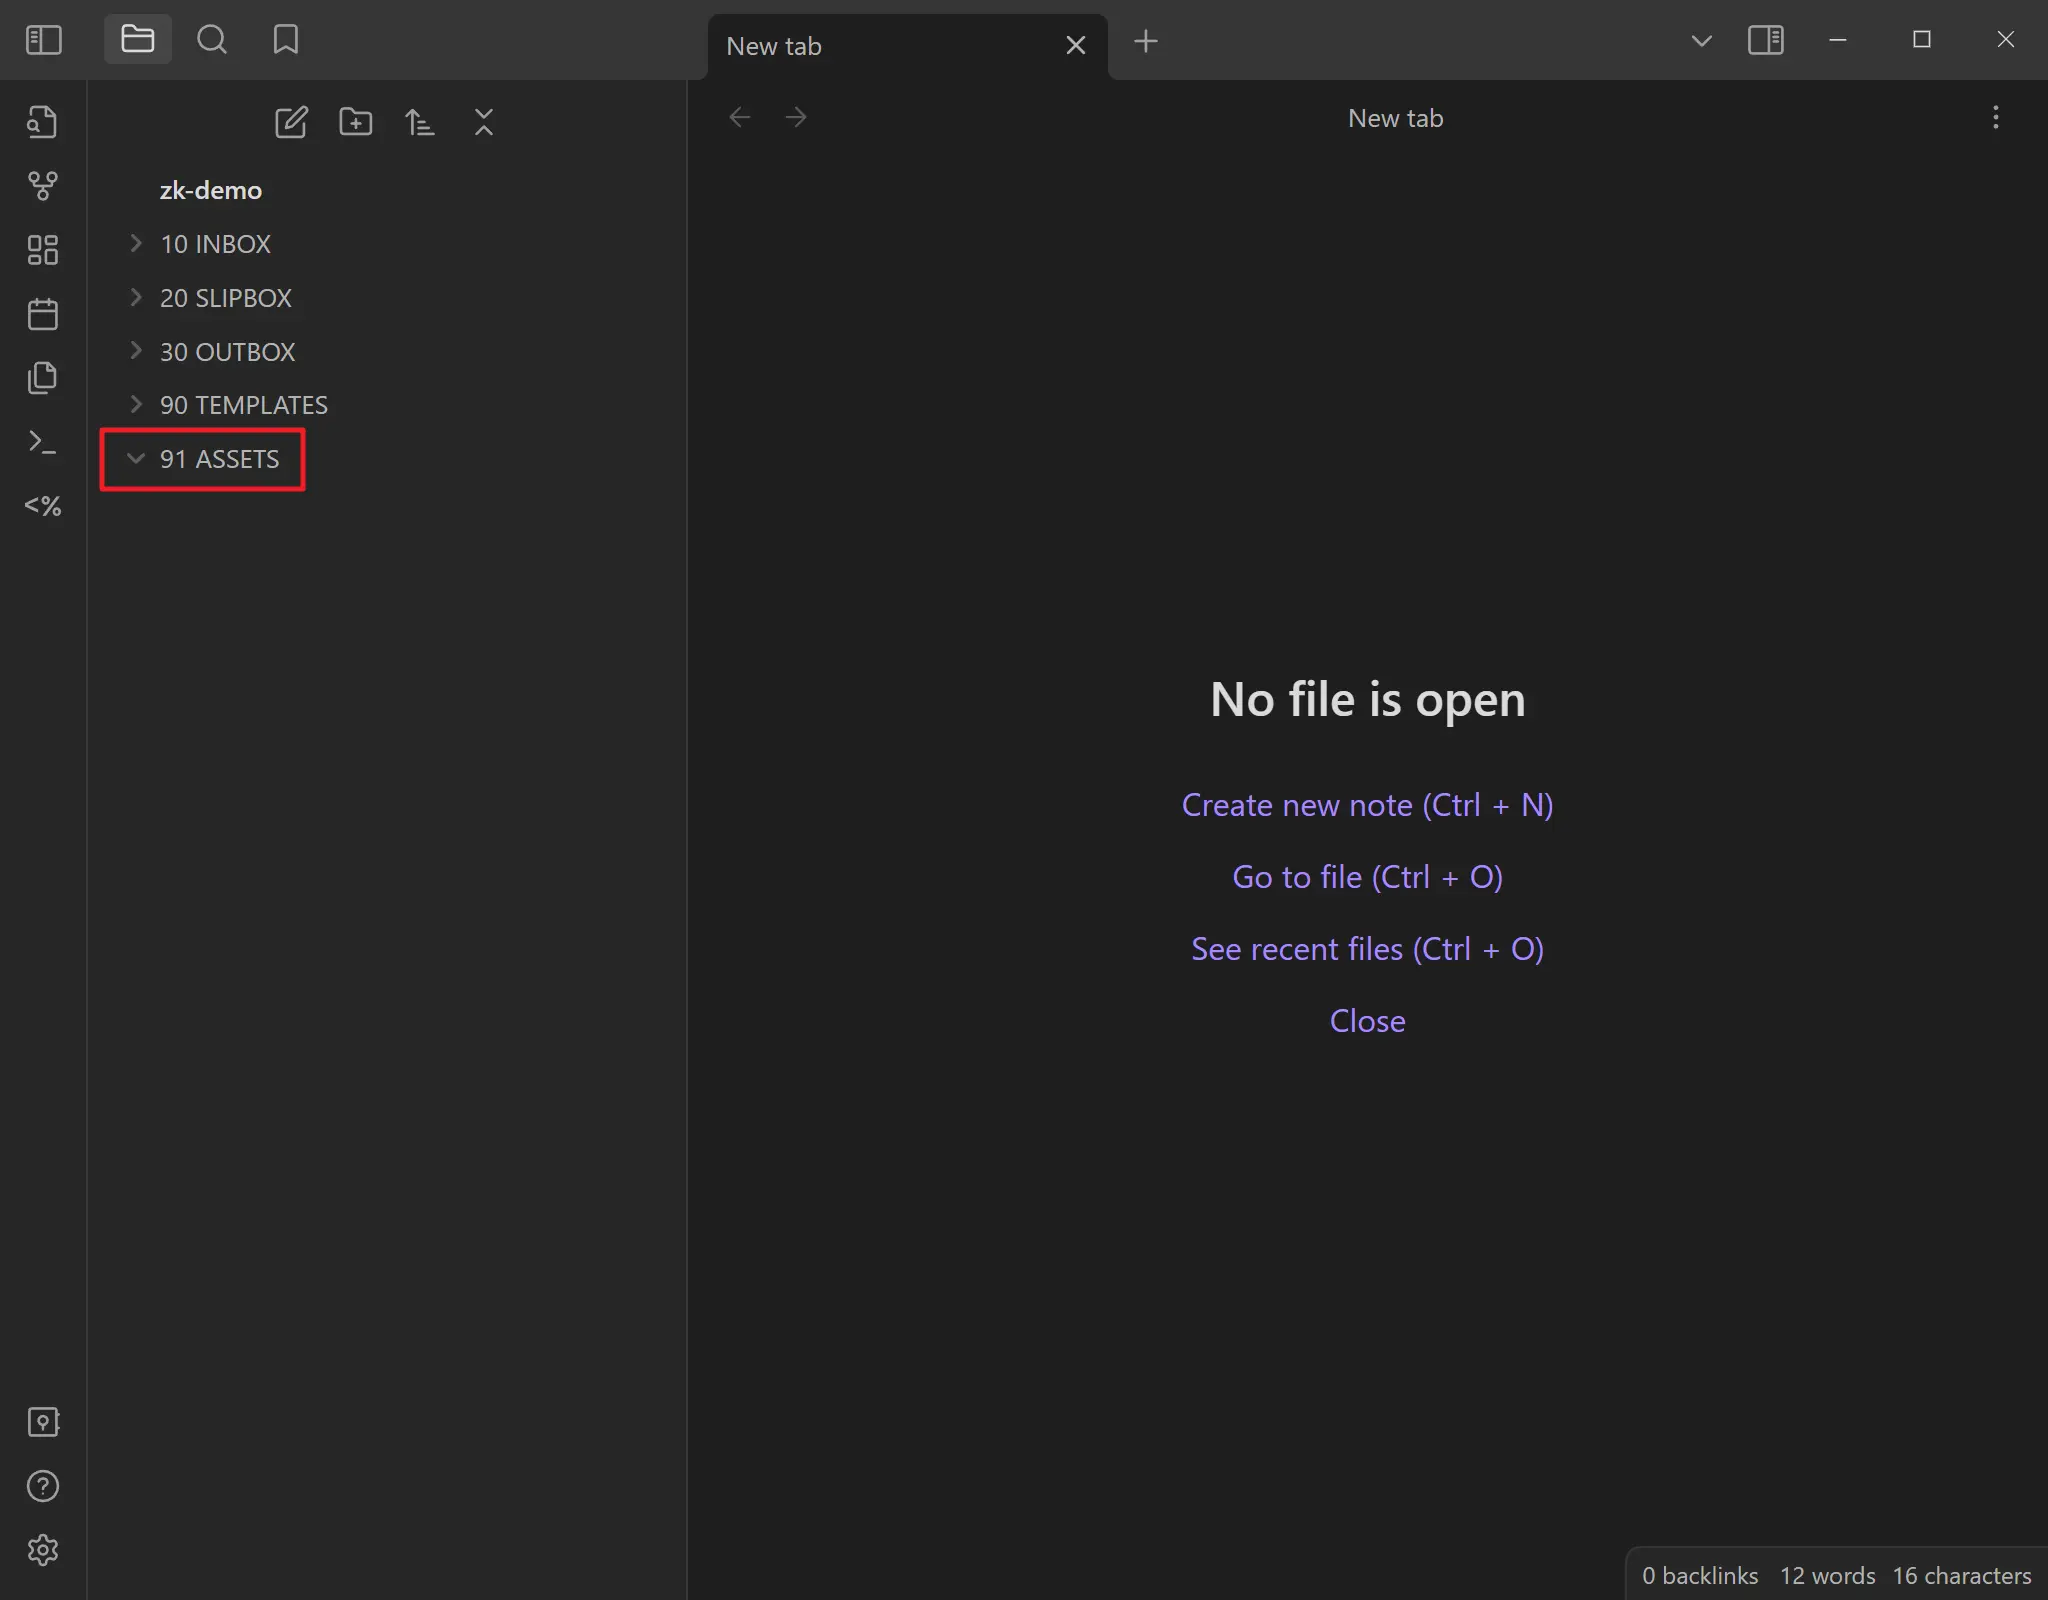 New tab
New tab
zk-demo
10 INBOX
20 SLIPBOX
30 OUTBOX
90 TEMPLATES
91 ASSETS
<%
No file is open
Create new note (Ctrl + N)
Go to file (Ctrl + O)
See recent files (Ctrl + O)
Close
0 backlinks 12 words 16 characters